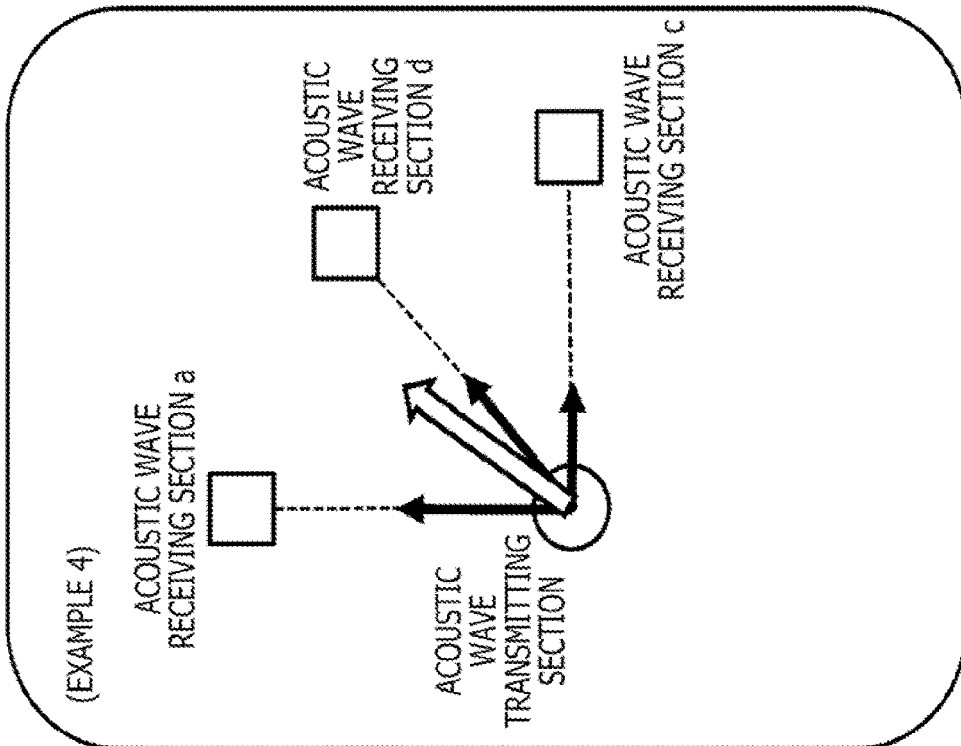 (EXAMPLE 4)
ACOUSTIC WAVE
RECEIVING SECTION a
ACOUSTIC
WAVE
RECEIVING
SECTION d
ACOUSTIC
WAVE
TRANSMITTING
SECTION
ACOUSTIC WAVE
RECEIVING SECTION c